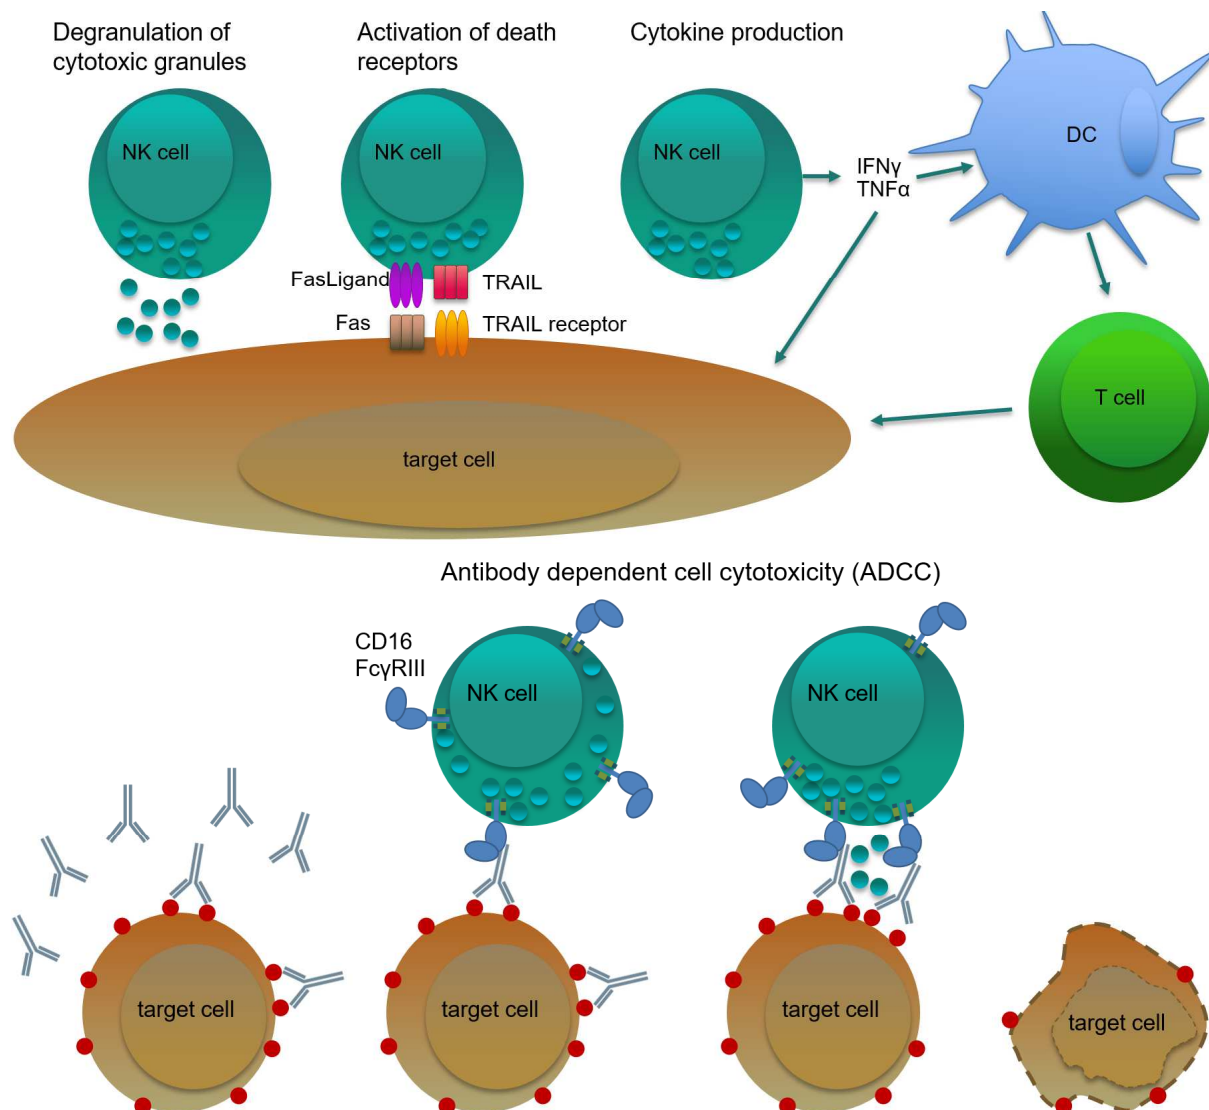 Degranulation of
cytotoxic granules
Activation of death
receptors
Cytokine production
NK cell
NK cell
NK cell
DC
IFNγ
TNFα
FasLigand
TRAIL
Fas
TRAIL receptor
T cell
target cell
Antibody dependent cell cytotoxicity (ADCC)
CD16
FcγRIII
NK cell
NK cell
target cell
target cell
target cell
target cell